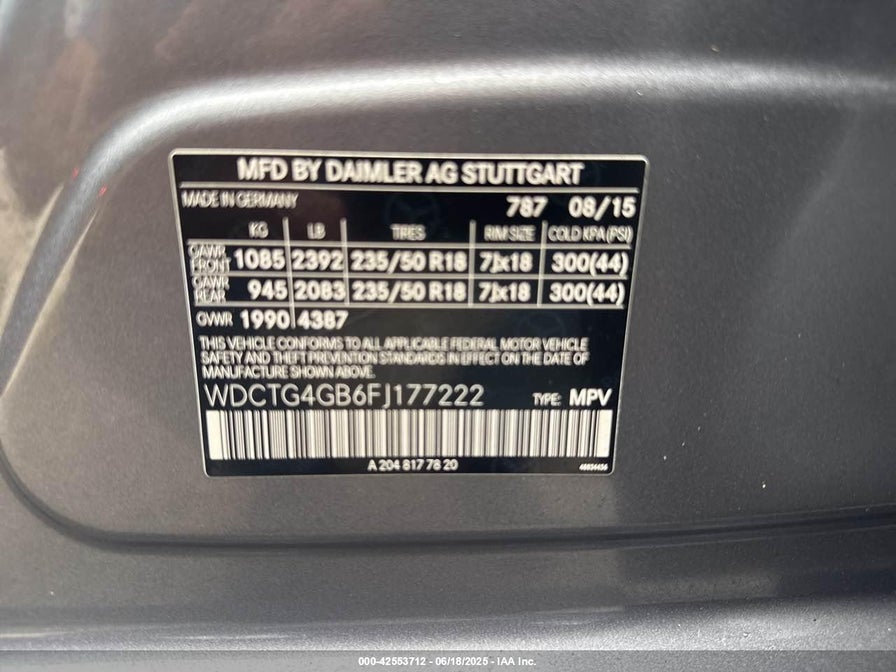 MFD BY DAIMLER AG STUTTGART
MADE IN GERMANY 787 08/15
KG LB TIRES RIM SIZE COLD KPA (PSI)
GAWR FRONT 1085 2392 235/50 R18 7Jx18 300(44)
GAWR REAR 945 2083 235/50 R18 7Jx18 300(44)
GVWR 1990 4387
THIS VEHICLE CONFORMS TO ALL APPLICABLE FEDERAL MOTOR VEHICLE
SAFETY AND THEFT PREVENTION STANDARDS IN EFFECT ON THE DATE OF
MANUFACTURE SHOWN ABOVE.
WDCTG4GB6FJ177222 TYPE: MPV
A 204 817 78 20
000-42553712 - 06/18/2025 - IAA Inc.